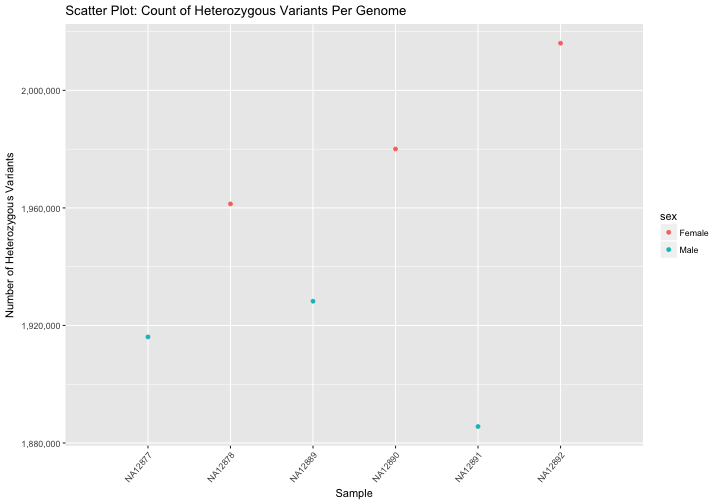 Scatter Plot: Count of Heterozygous Variants Per Genome
Number of Heterozygous Variants
2,000,000
1,960,000
1,920,000
1,880,000
NA12877
NA12878
NA12889
NA12890
NA12891
NA12892
Sample
sex
Female
Male